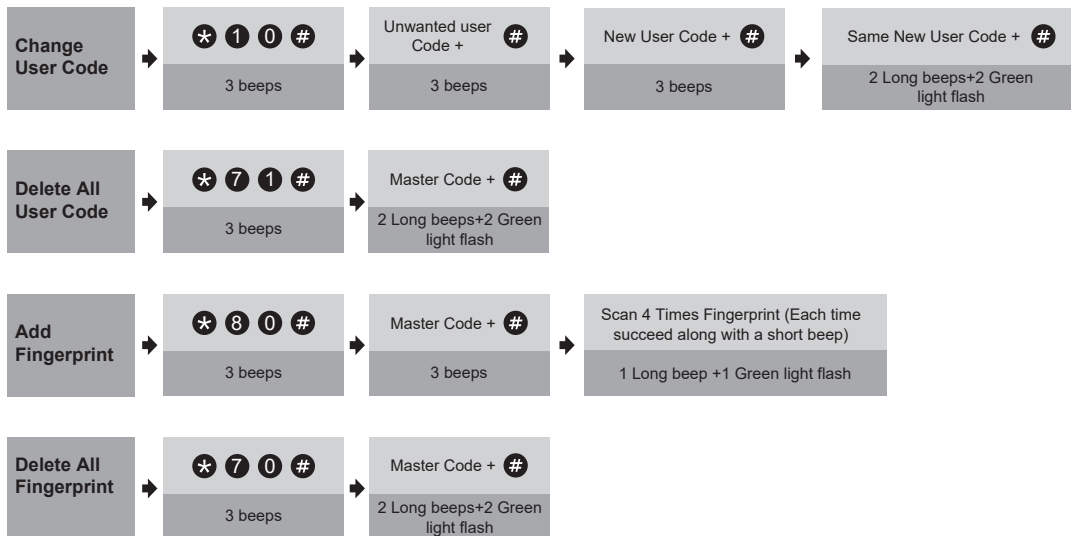 Change
User Code
* 1 0 #
3 beeps
Unwanted user
Code + #
3 beeps
New User Code + #
3 beeps
Same New User Code + #
2 Long beeps+2 Green
light flash
Delete All
User Code
* 7 1 #
3 beeps
Master Code + #
2 Long beeps+2 Green
light flash
Add
Fingerprint
* 8 0 #
3 beeps
Master Code + #
3 beeps
Scan 4 Times Fingerprint (Each time
succeed along with a short beep)
1 Long beep +1 Green light flash
Delete All
Fingerprint
* 7 0 #
3 beeps
Master Code + #
2 Long beeps+2 Green
light flash